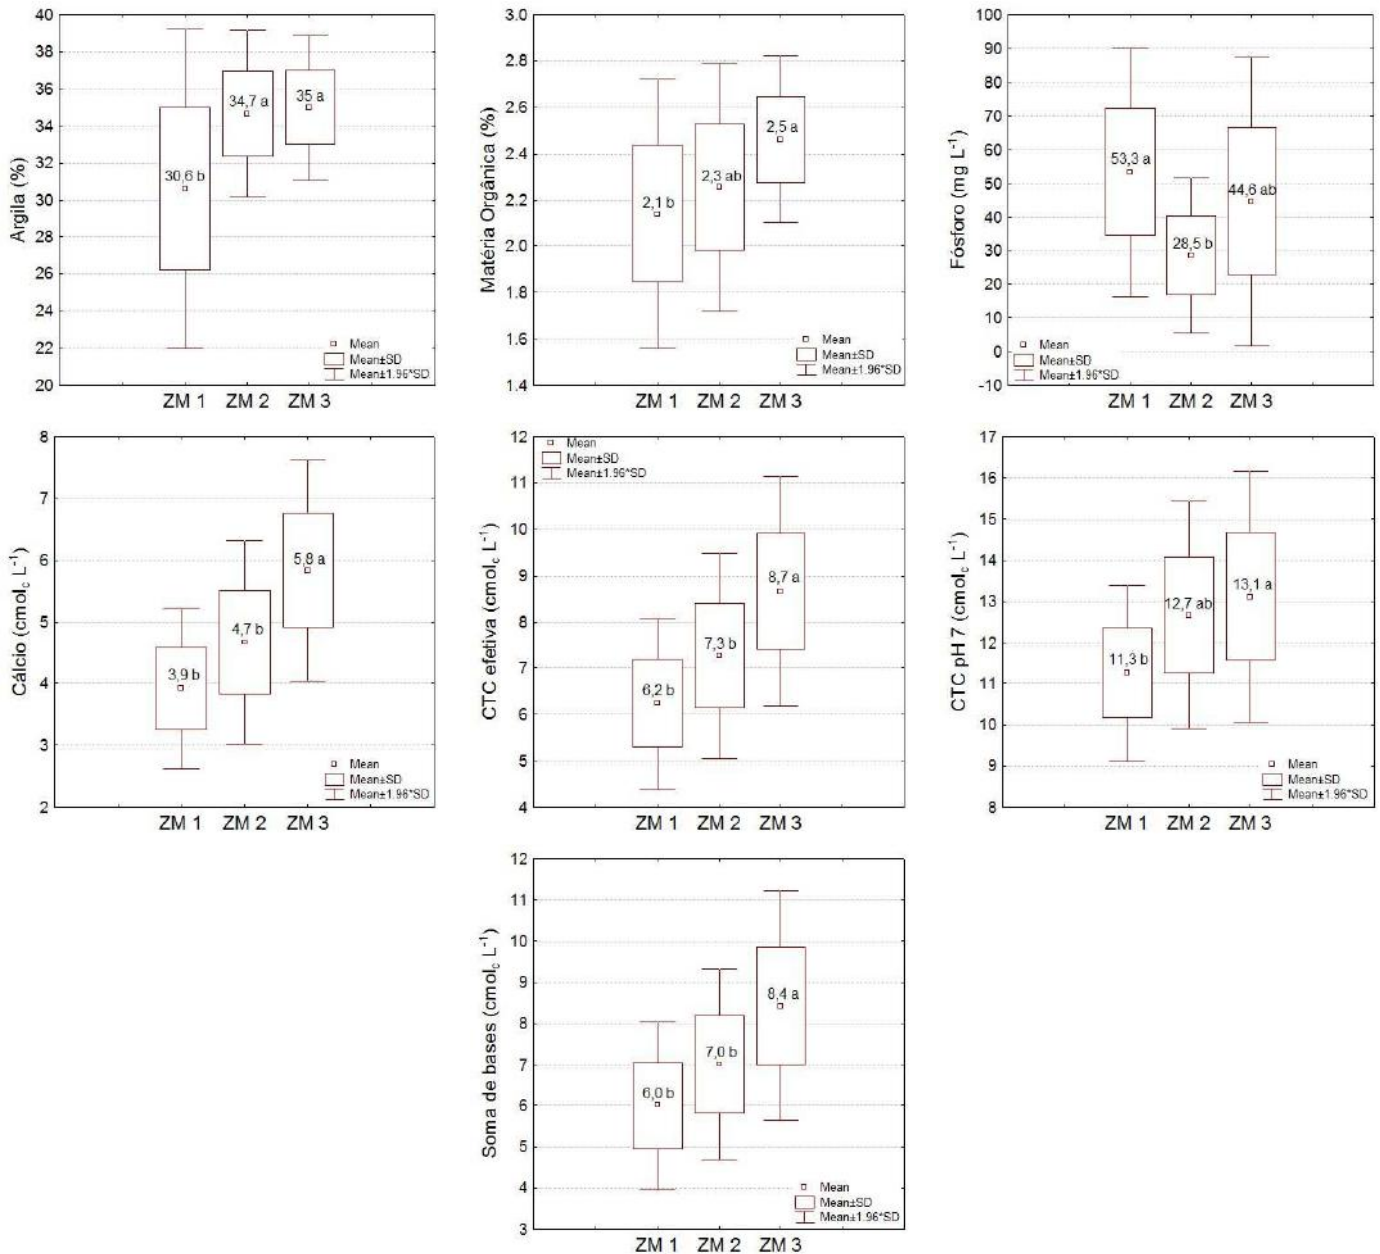 Argila (%)
40
38
36
34
32
30
28
26
24
22
20
30,6 b
34,7 a
35 a
Mean
Mean±SD
Mean±1.96*SD
ZM 1 ZM 2 ZM 3
Matéria Orgânica (%)
3.0
2.8
2.6
2.4
2.2
2.0
1.8
1.6
1.4
2,1 b
2,3 ab
2,5 a
Mean
Mean±SD
Mean±1.96*SD
ZM 1 ZM 2 ZM 3
Fósforo (mg L⁻¹)
100
90
80
70
60
50
40
30
20
10
0
-10
53,3 a
28,5 b
44,6 ab
Mean
Mean±SD
Mean±1.96*SD
ZM 1 ZM 2 ZM 3
Cálcio (cmol꜀ L⁻¹)
8
7
6
5
4
3
2
3,9 b
4,7 b
5,8 a
Mean
Mean±SD
Mean±1.96*SD
ZM 1 ZM 2 ZM 3
CTC efetiva (cmol꜀ L⁻¹)
12
11
10
9
8
7
6
5
4
Mean
Mean±SD
Mean±1.96*SD
6,2 b
7,3 b
8,7 a
ZM 1 ZM 2 ZM 3
CTC pH 7 (cmol꜀ L⁻¹)
17
16
15
14
13
12
11
10
9
8
11,3 b
12,7 ab
13,1 a
Mean
Mean±SD
Mean±1.96*SD
ZM 1 ZM 2 ZM 3
Soma de bases (cmol꜀ L⁻¹)
12
11
10
9
8
7
6
5
4
3
6,0 b
7,0 b
8,4 a
Mean
Mean±SD
Mean±1.96*SD
ZM 1 ZM 2 ZM 3